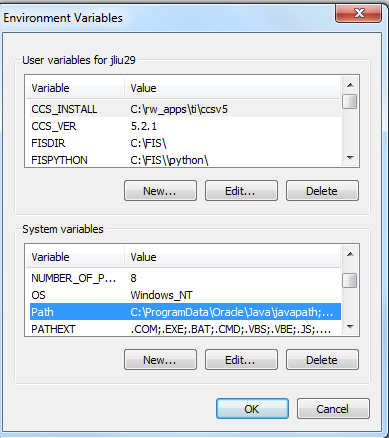 Environment Variables
User variables for jliu29
Variable Value
CCS_INSTALL C:\rw_apps\ti\ccsv5
CCS_VER 5.2.1
FISDIR C:\FIS\
FISPYTHON C:\FIS\\python\
New... Edit... Delete
System variables
Variable Value
NUMBER_OF_P... 8
OS Windows_NT
Path C:\ProgramData\Oracle\Java\javapath;...
PATHEXT .COM;.EXE;.BAT;.CMD;.VBS;.VBE;.JS;....
New... Edit... Delete
OK Cancel